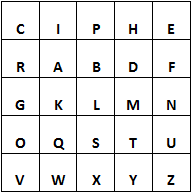 C I P H E
R A B D F
G K L M N
O Q S T U
V W X Y Z